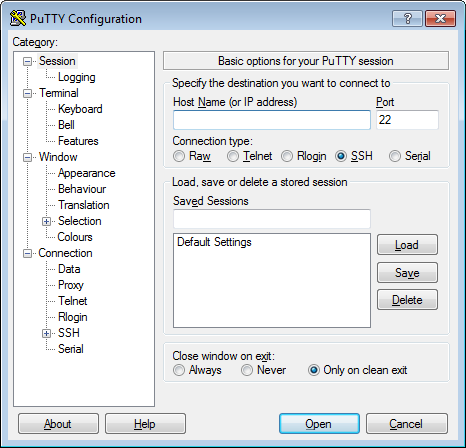 PuTTY Configuration
Category:
Session
Logging
Terminal
Keyboard
Bell
Features
Window
Appearance
Behaviour
Translation
Selection
Colours
Connection
Data
Proxy
Telnet
Rlogin
SSH
Serial
Basic options for your PuTTY session
Specify the destination you want to connect to
Host Name (or IP address) Port
22
Connection type:
Raw Telnet Rlogin SSH Serial
Load, save or delete a stored session
Saved Sessions
Default Settings
Load
Save
Delete
Close window on exit:
Always Never Only on clean exit
About Help Open Cancel